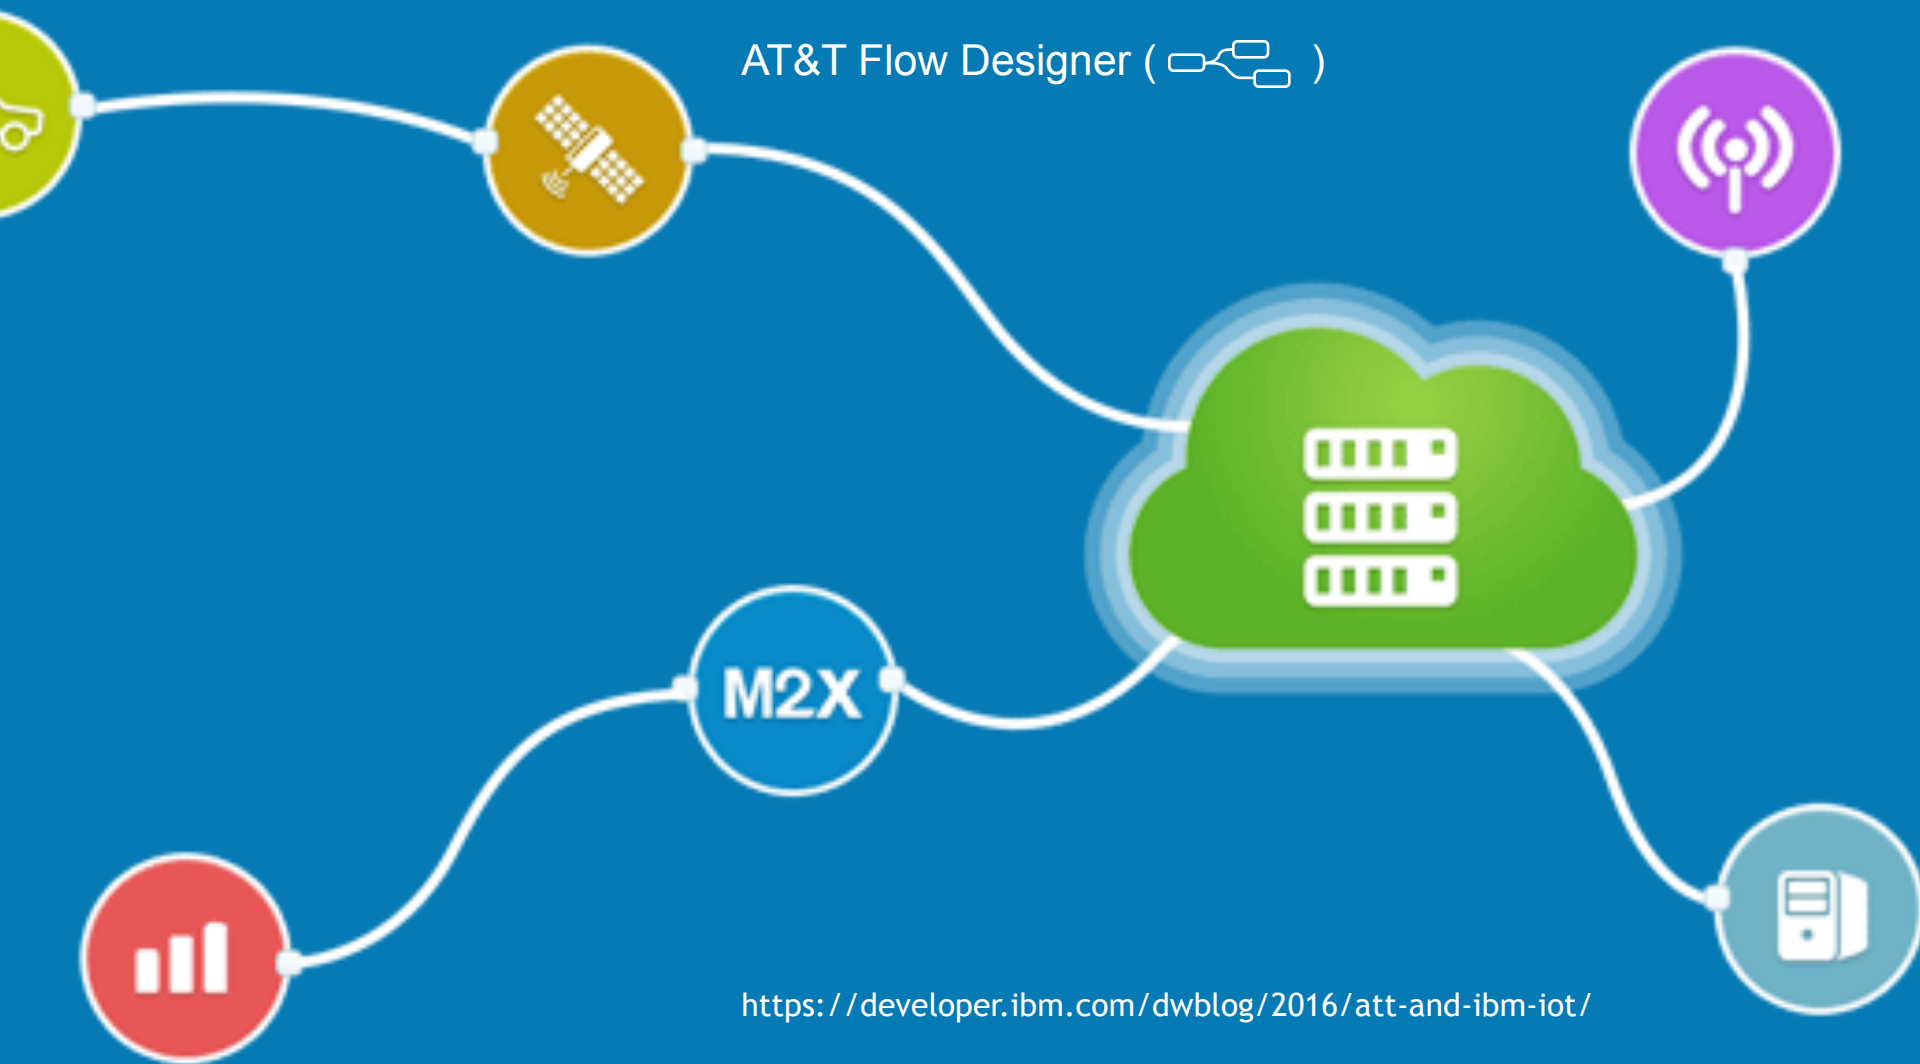 AT&T Flow Designer ( )
M2X
https://developer.ibm.com/dwblog/2016/att-and-ibm-iot/